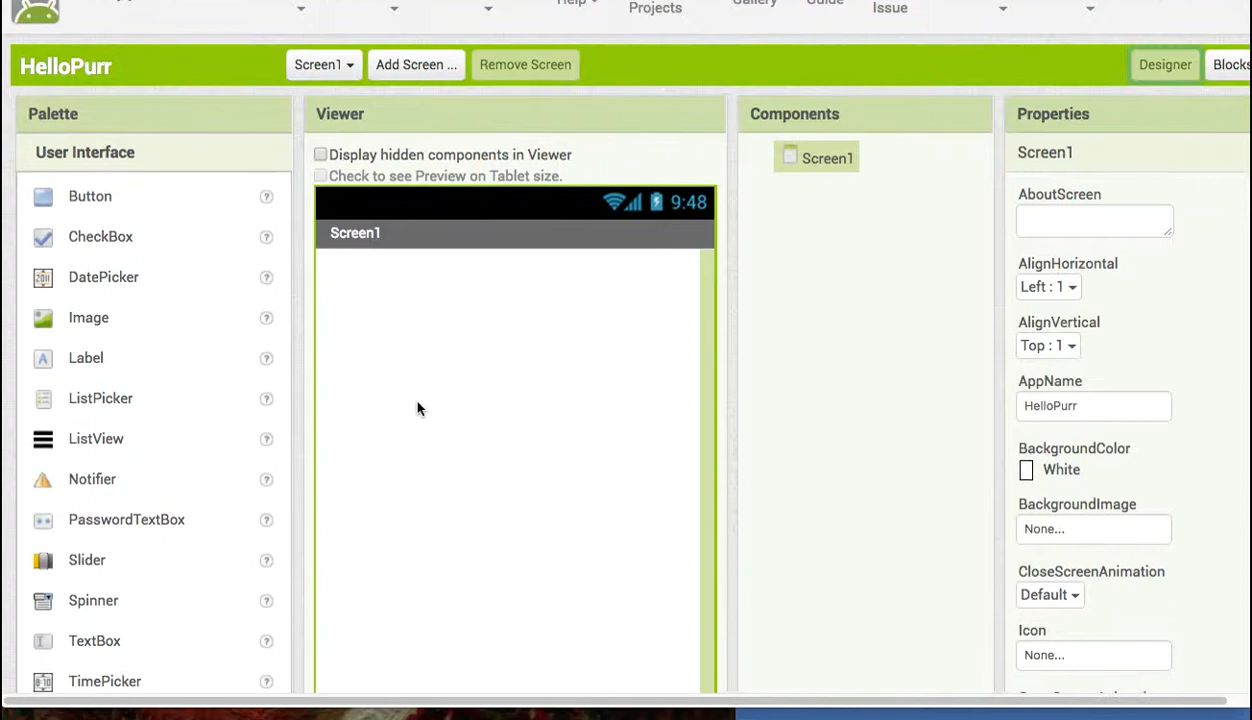 Help
Projects
Gallery
Guide
Issue
HelloPurr
Screen1
Add Screen ...
Remove Screen
Designer
Blocks
Palette
User Interface
Button
CheckBox
DatePicker
Image
Label
ListPicker
ListView
Notifier
PasswordTextBox
Slider
Spinner
TextBox
TimePicker
Viewer
Display hidden components in Viewer
Check to see Preview on Tablet size.
9:48
Screen1
Components
Screen1
Properties
Screen1
AboutScreen
AlignHorizontal
Left : 1
AlignVertical
Top : 1
AppName
HelloPurr
BackgroundColor
White
BackgroundImage
None...
CloseScreenAnimation
Default
Icon
None...